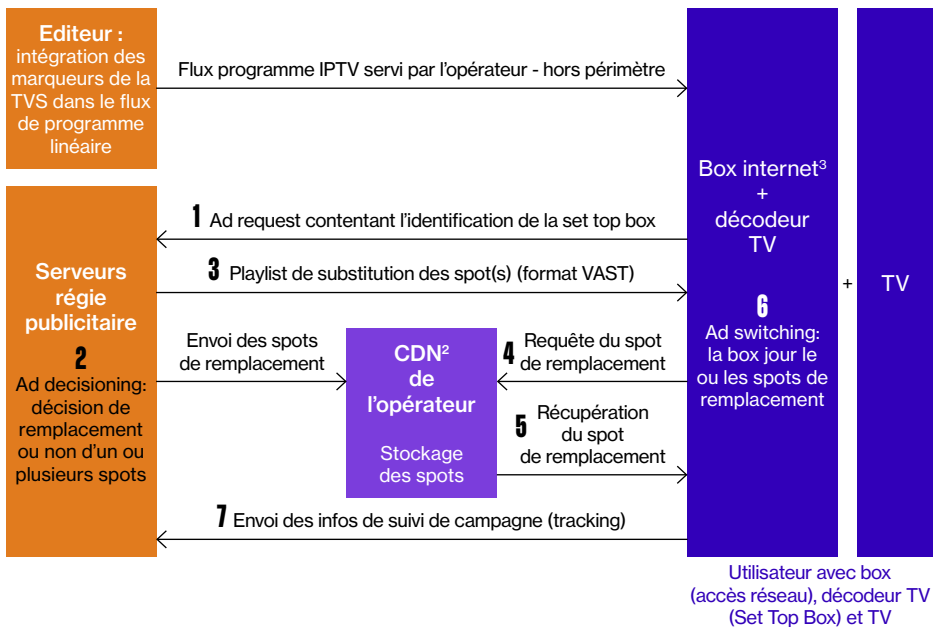 Editeur :
intégration des
marqueurs de la
TVS dans le flux
de programme
linéaire
Flux programme IPTV servi par l'opérateur - hors périmètre
Box internet³
+
décodeur
TV
1 Ad request contentant l'identification de la set top box
3 Playlist de substitution des spot(s) (format VAST)
Serveurs
régie
publicitaire
2
Ad decisioning:
décision de
remplacement
ou non d'un ou
plusieurs spots
Envoi des spots
de remplacement
CDN²
de
l'opérateur
Stockage
des spots
4 Requête du spot
de remplacement
5 Récupération
du spot
de remplacement
6
Ad switching:
la box jour le
ou les spots de
remplacement
+
TV
7 Envoi des infos de suivi de campagne (tracking)
Utilisateur avec box
(accès réseau), décodeur TV
(Set Top Box) et TV